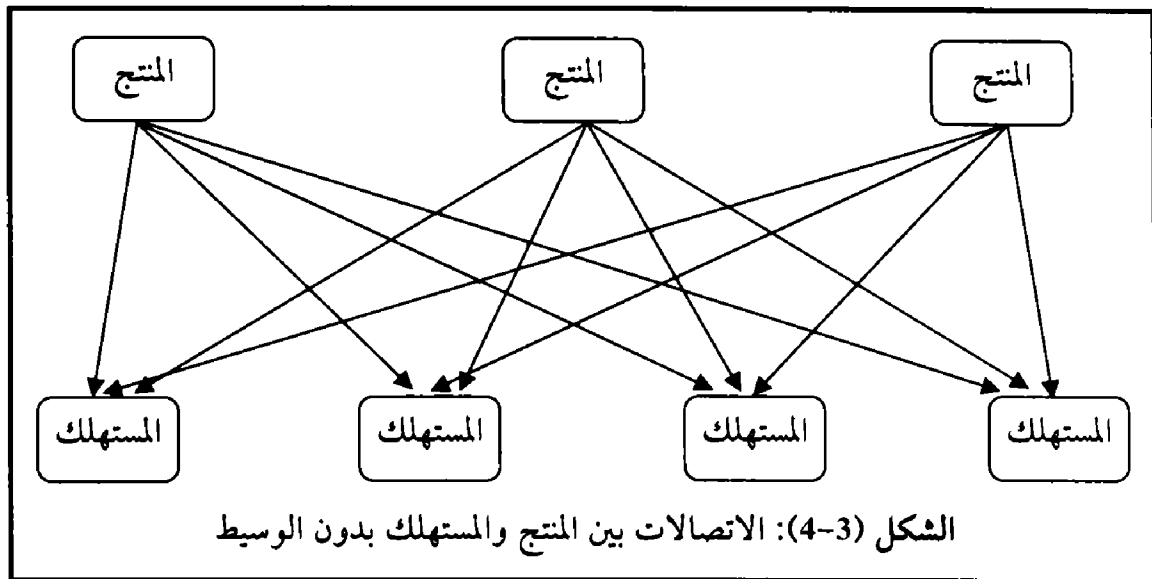 المنتج
المنتج
المنتج
المستهلك
المستهلك
المستهلك
المستهلك
الشكل (3-4): الاتصالات بين المنتج والمستهلك بدون الوسيط